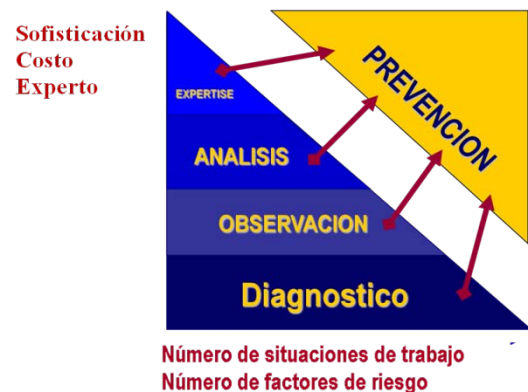 Sofisticación
Costo
Experto
EXPERTISE
PREVENCION
ANALISIS
OBSERVACION
Diagnostico
Número de situaciones de trabajo
Número de factores de riesgo